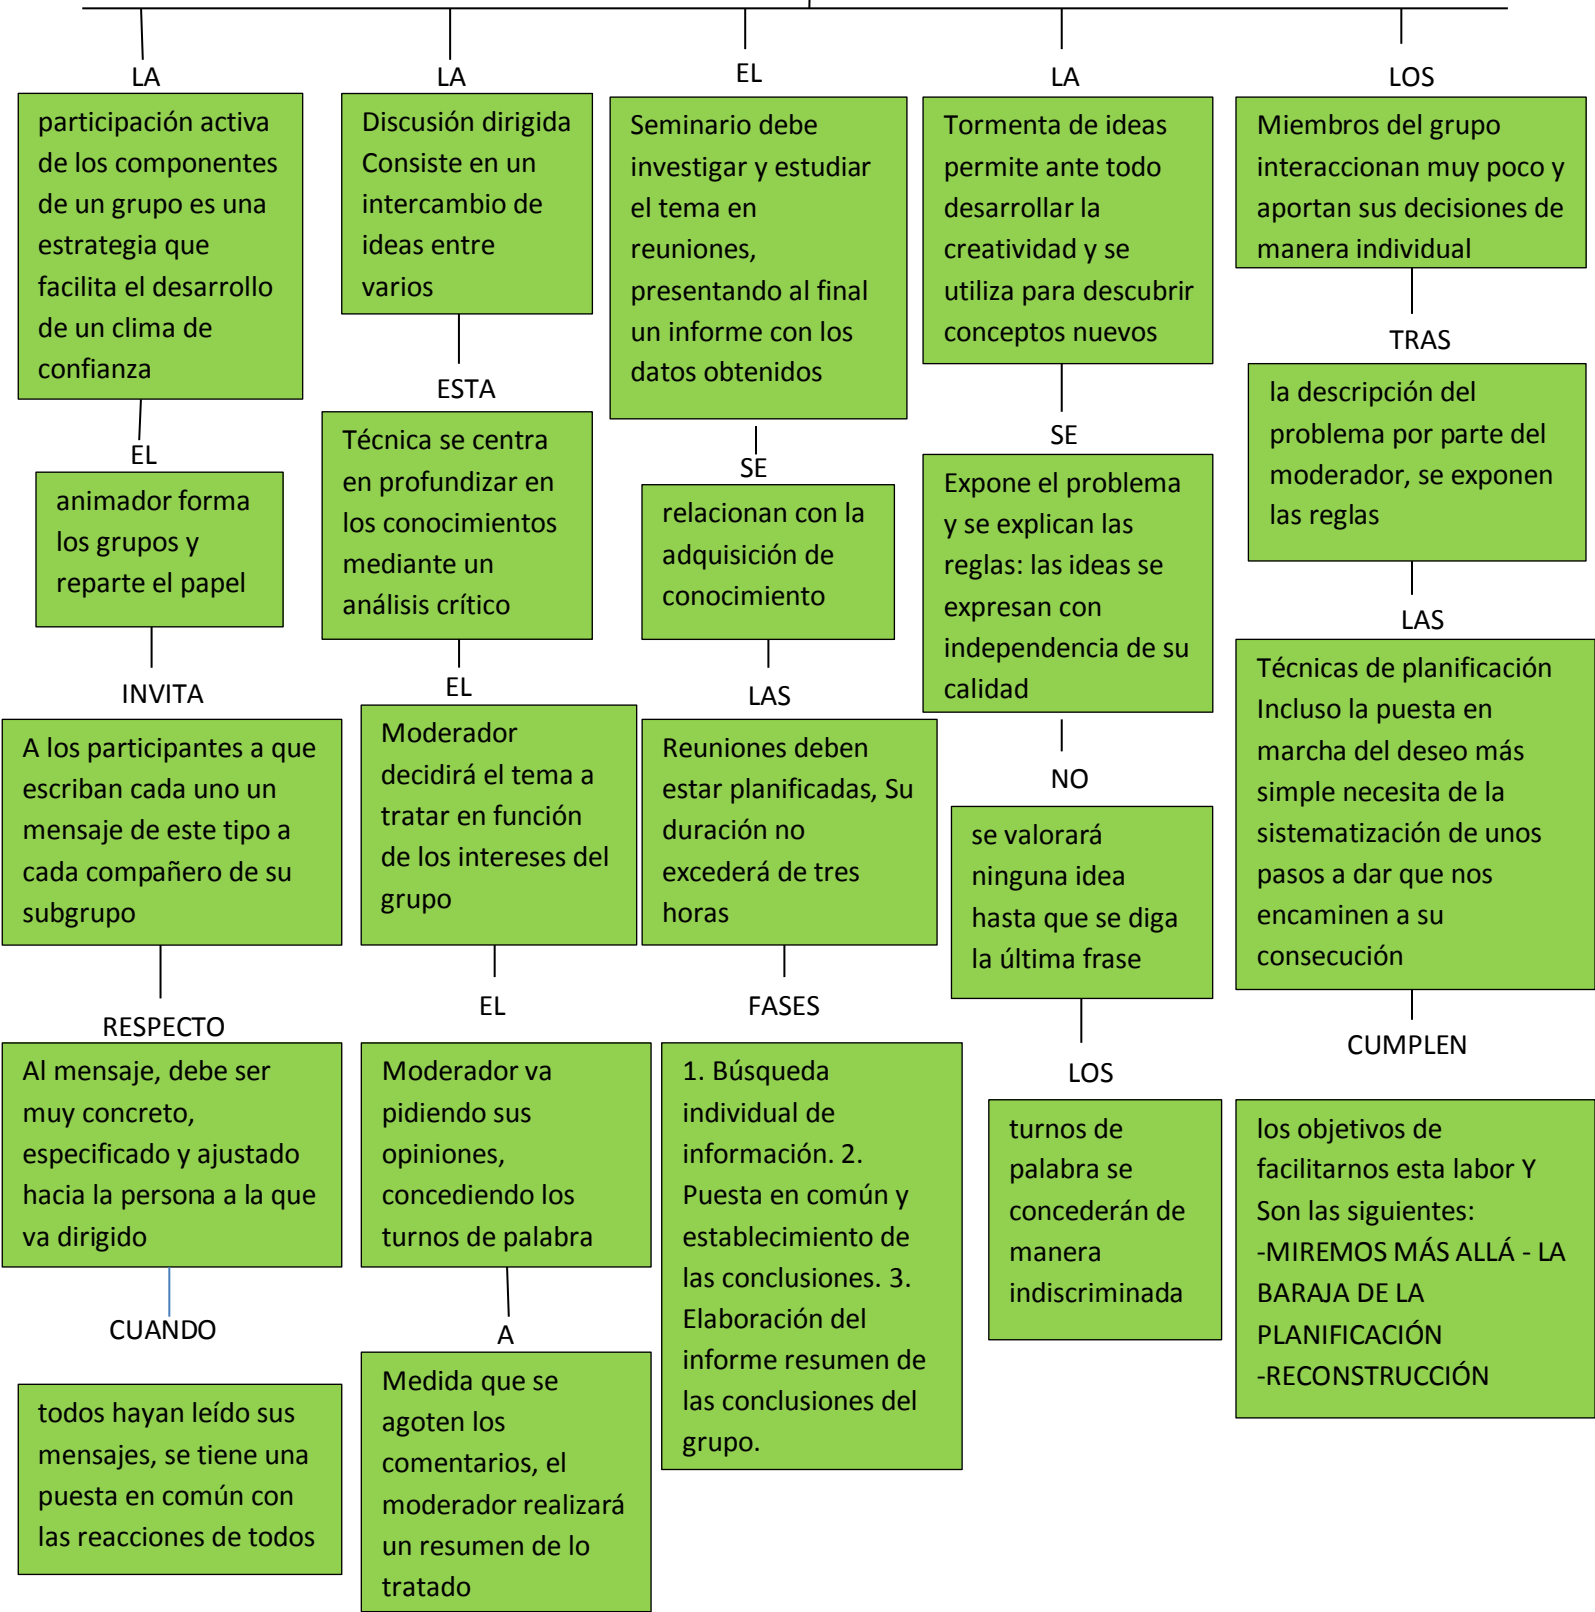 LA
participación activa
de los componentes
de un grupo es una
estrategia que
facilita el desarrollo
de un clima de
confianza
EL
animador forma
los grupos y
reparte el papel
INVITA
A los participantes a que
escriban cada uno un
mensaje de este tipo a
cada compañero de su
subgrupo
RESPECTO
Al mensaje, debe ser
muy concreto,
especificado y ajustado
hacia la persona a la que
va dirigido
CUANDO
todos hayan leído sus
mensajes, se tiene una
puesta en común con
las reacciones de todos
LA
Discusión dirigida
Consiste en un
intercambio de
ideas entre
varios
ESTA
Técnica se centra
en profundizar en
los conocimientos
mediante un
análisis crítico
EL
Moderador
decidirá el tema a
tratar en función
de los intereses del
grupo
EL
Moderador va
pidiendo sus
opiniones,
concediendo los
turnos de palabra
A
Medida que se
agoten los
comentarios, el
moderador realizará
un resumen de lo
tratado
EL
Seminario debe
investigar y estudiar
el tema en
reuniones,
presentando al final
un informe con los
datos obtenidos
SE
relacionan con la
adquisición de
conocimiento
LAS
Reuniones deben
estar planificadas, Su
duración no
excederá de tres
horas
FASES
1. Búsqueda
individual de
información. 2.
Puesta en común y
establecimiento de
las conclusiones. 3.
Elaboración del
informe resumen de
las conclusiones del
grupo.
LA
Tormenta de ideas
permite ante todo
desarrollar la
creatividad y se
utiliza para descubrir
conceptos nuevos
SE
Expone el problema
y se explican las
reglas: las ideas se
expresan con
independencia de su
calidad
NO
se valorará
ninguna idea
hasta que se diga
la última frase
LOS
turnos de
palabra se
concederán de
manera
indiscriminada
LOS
Miembros del grupo
interaccionan muy poco y
aportan sus decisiones de
manera individual
TRAS
la descripción del
problema por parte del
moderador, se exponen
las reglas
LAS
Técnicas de planificación
Incluso la puesta en
marcha del deseo más
simple necesita de la
sistematización de unos
pasos a dar que nos
encaminen a su
consecución
CUMPLEN
los objetivos de
facilitarnos esta labor Y
Son las siguientes:
-MIREMOS MÁS ALLÁ - LA
BARAJA DE LA
PLANIFICACIÓN
-RECONSTRUCCIÓN